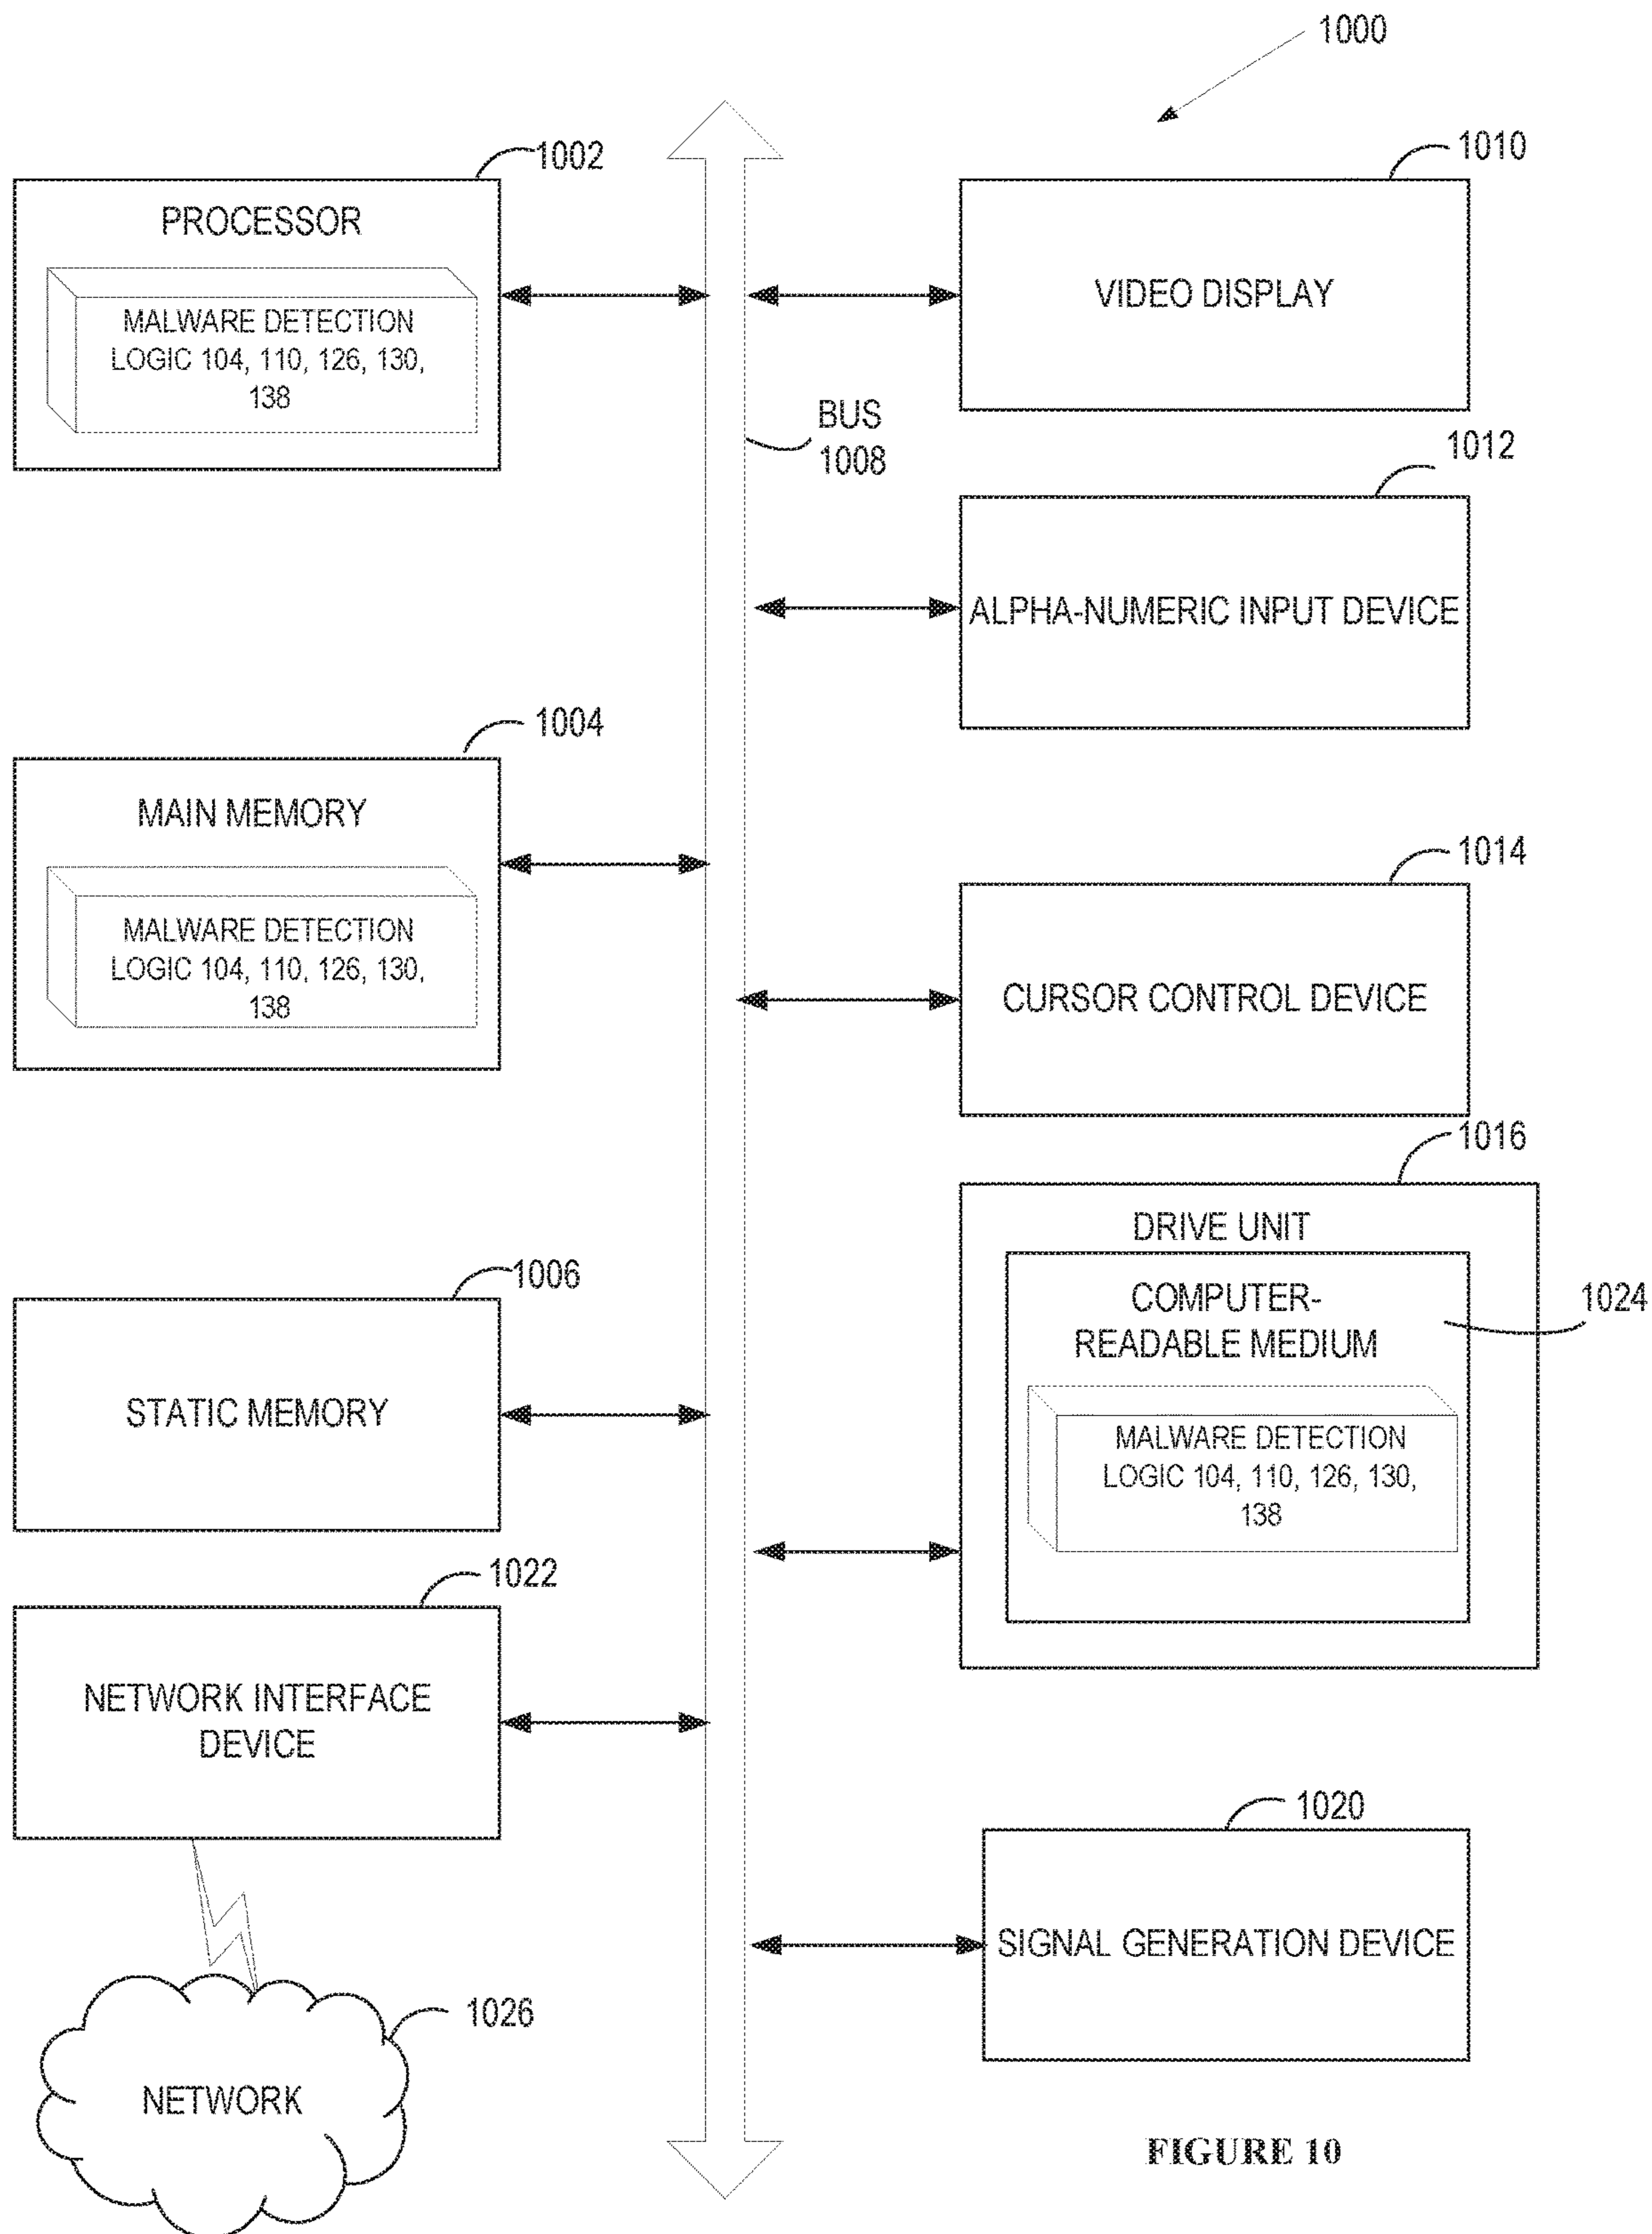 1000
1002
PROCESSOR
MALWARE DETECTION
LOGIC 104, 110, 126, 130,
138
1010
VIDEO DISPLAY
BUS
1008
1012
ALPHA-NUMERIC INPUT DEVICE
1004
MAIN MEMORY
MALWARE DETECTION
LOGIC 104, 110, 126, 130,
138
1014
CURSOR CONTROL DEVICE
1006
STATIC MEMORY
1016
DRIVE UNIT
COMPUTER-
READABLE MEDIUM
1024
MALWARE DETECTION
LOGIC 104, 110, 126, 130,
138
1022
NETWORK INTERFACE
DEVICE
1020
SIGNAL GENERATION DEVICE
1026
NETWORK
FIGURE 10